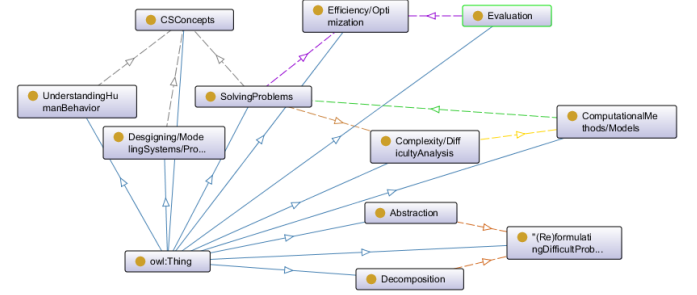 CSConcepts
Efficiency/Opti
mization
Evaluation
UnderstandingHu
manBehavior
SolvingProblems
ComputationalMe
thods/Models
Desgigning/Mode
lingSystems/Pro...
Complexity/Diff
icultyAnalysis
Abstraction
"(Re)formulati
ngDifficultProb...
owl:Thing
Decomposition